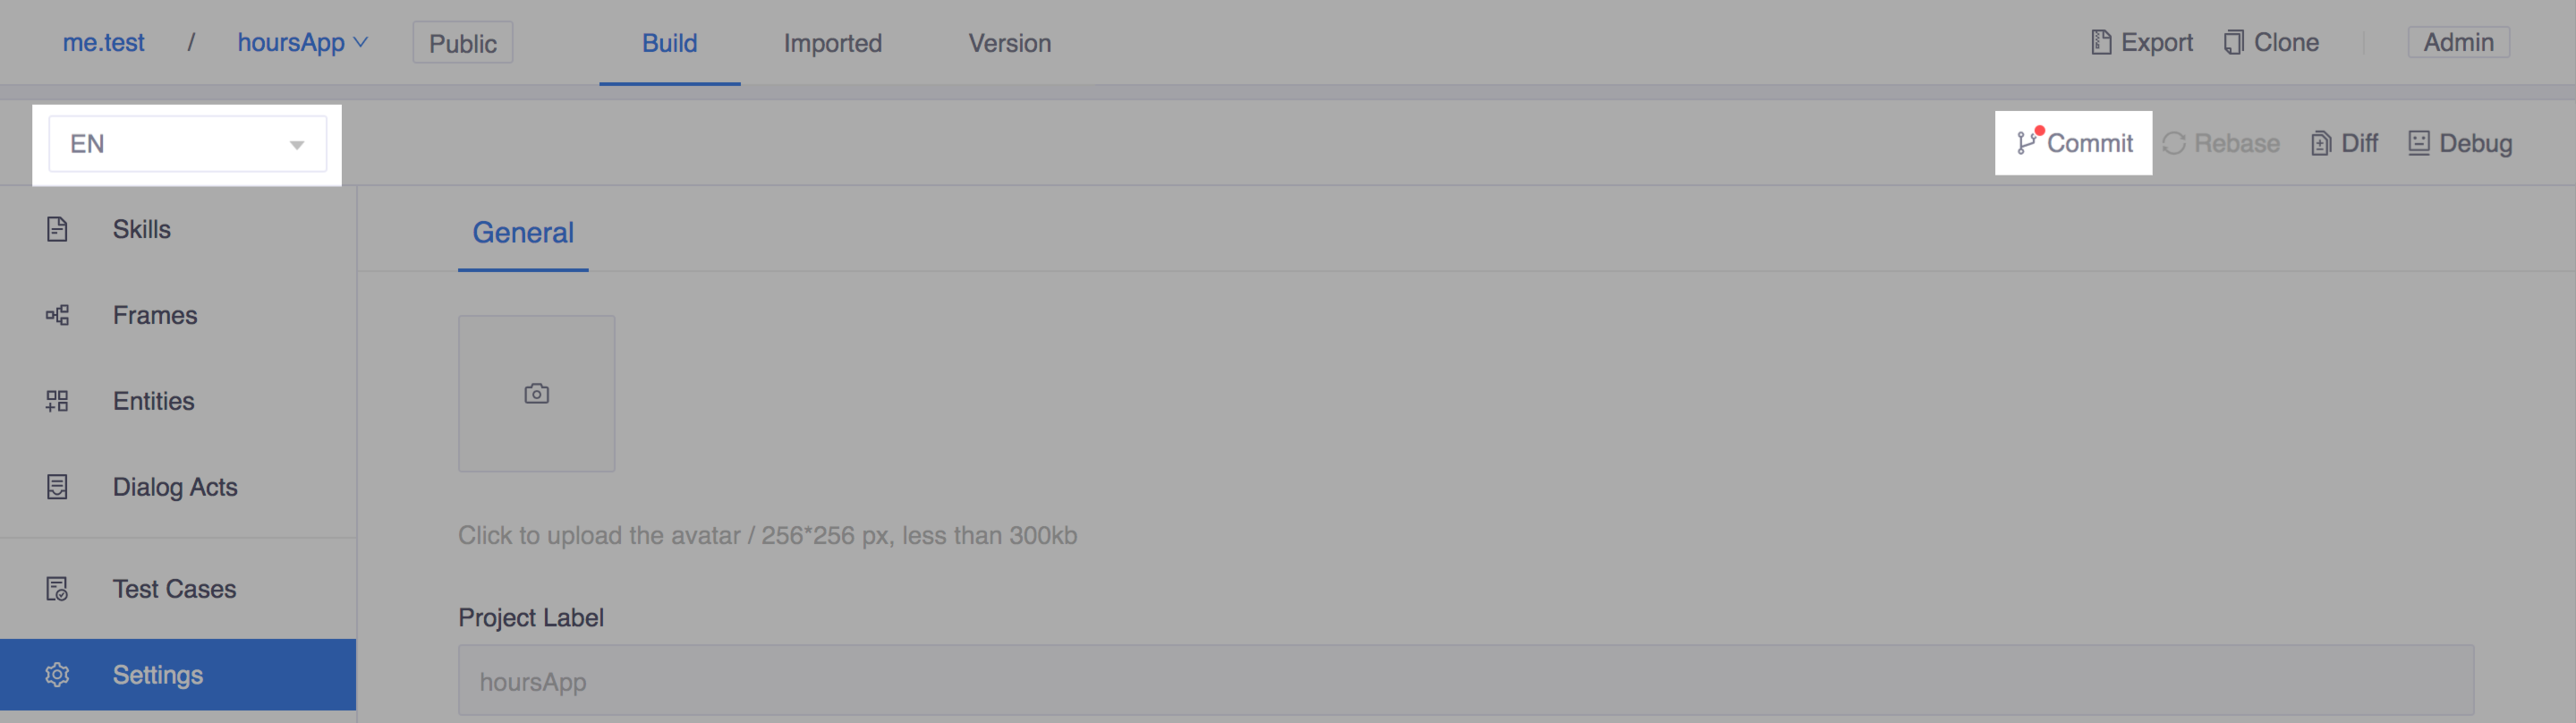 me.test / hoursApp Public Build Imported Version Export Clone Admin
EN Commit Rebase Diff Debug
Skills
General
Frames
Entities
Dialog Acts
Click to upload the avatar / 256*256 px, less than 300kb
Test Cases
Project Label
Settings
hoursApp